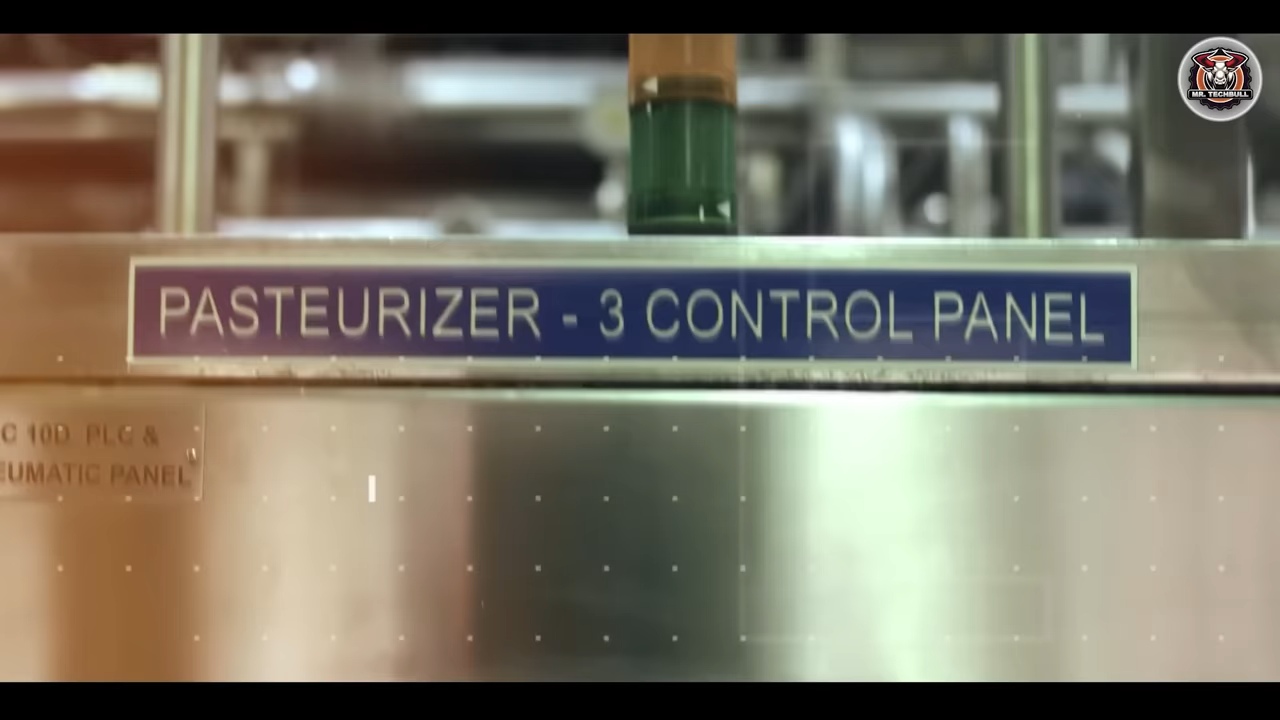 MR. TECHBULL
PASTEURIZER - 3 CONTROL PANEL
C 10D PLC &
EUMATIC PANEL